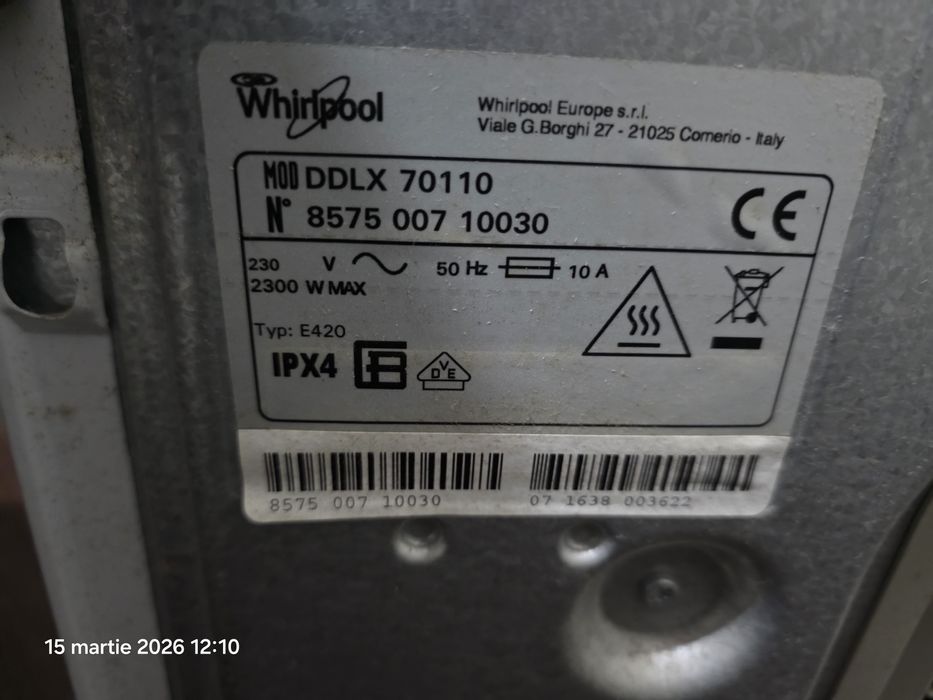 Whirlpool
Whirlpool Europe s.r.l.
Viale G.Borghi 27 - 21025 Comerio - Italy
MOD DDLX 70110
N° 8575 007 10030
CE
230 V 50 Hz 10 A
2300 W MAX
Typ: E420
IPX4
VDE
8575 007 10030
07 1638 003622
15 martie 2026 12:10